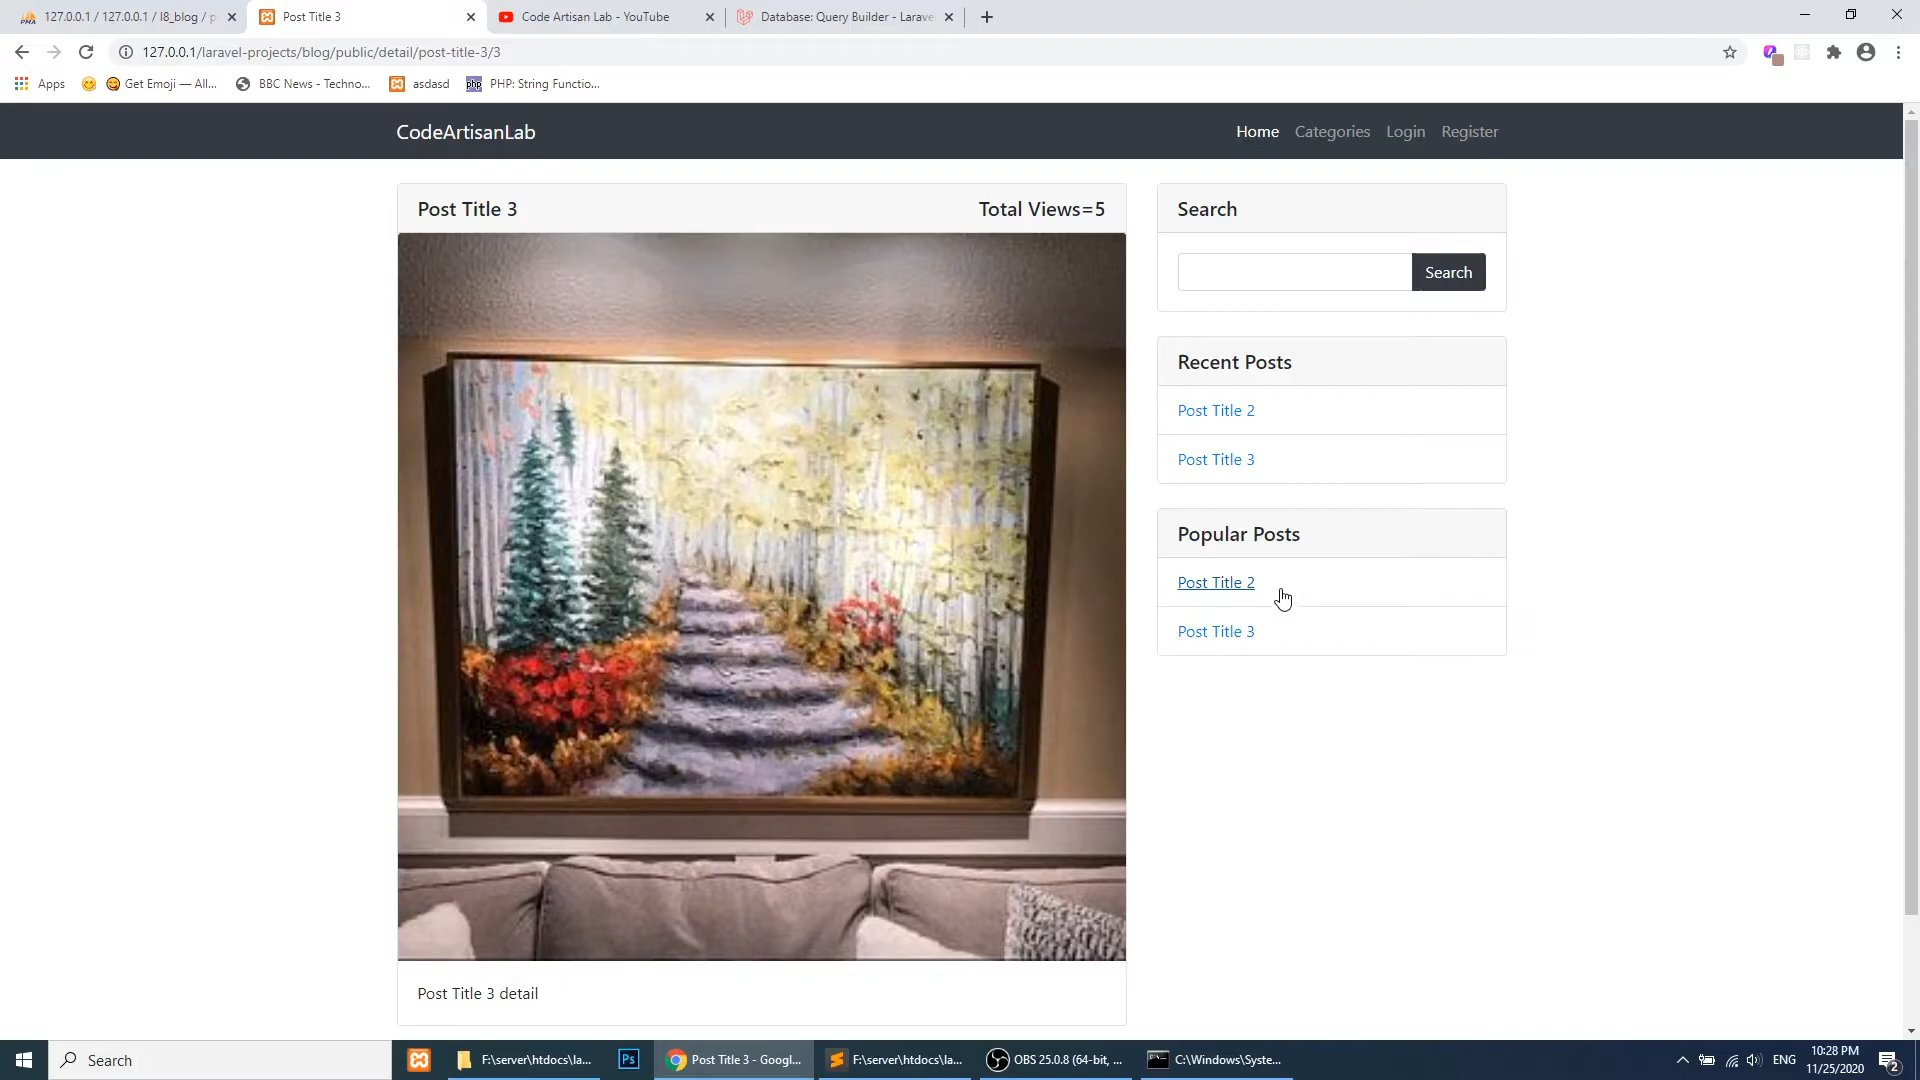 127.0.0.1 / 127.0.0.1 / l8_blog / p
Post Title 3
Code Artisan Lab - YouTube
Database: Query Builder - Larave
127.0.0.1/laravel-projects/blog/public/detail/post-title-3/3
Apps
Get Emoji — All...
BBC News - Techno...
asdasd
php
PHP: String Functio...
CodeArtisanLab
Home
Categories
Login
Register
Post Title 3
Total Views=5
Search
Search
Recent Posts
Post Title 2
Post Title 3
Popular Posts
Post Title 2
Post Title 3
Post Title 3 detail
Search
F:\server\htdocs\la...
Ps
Post Title 3 - Googl...
F:\server\htdocs\la...
OBS 25.0.8 (64-bit, ...
C:\Windows\Syste...
ENG
10:28 PM
11/25/2020
2